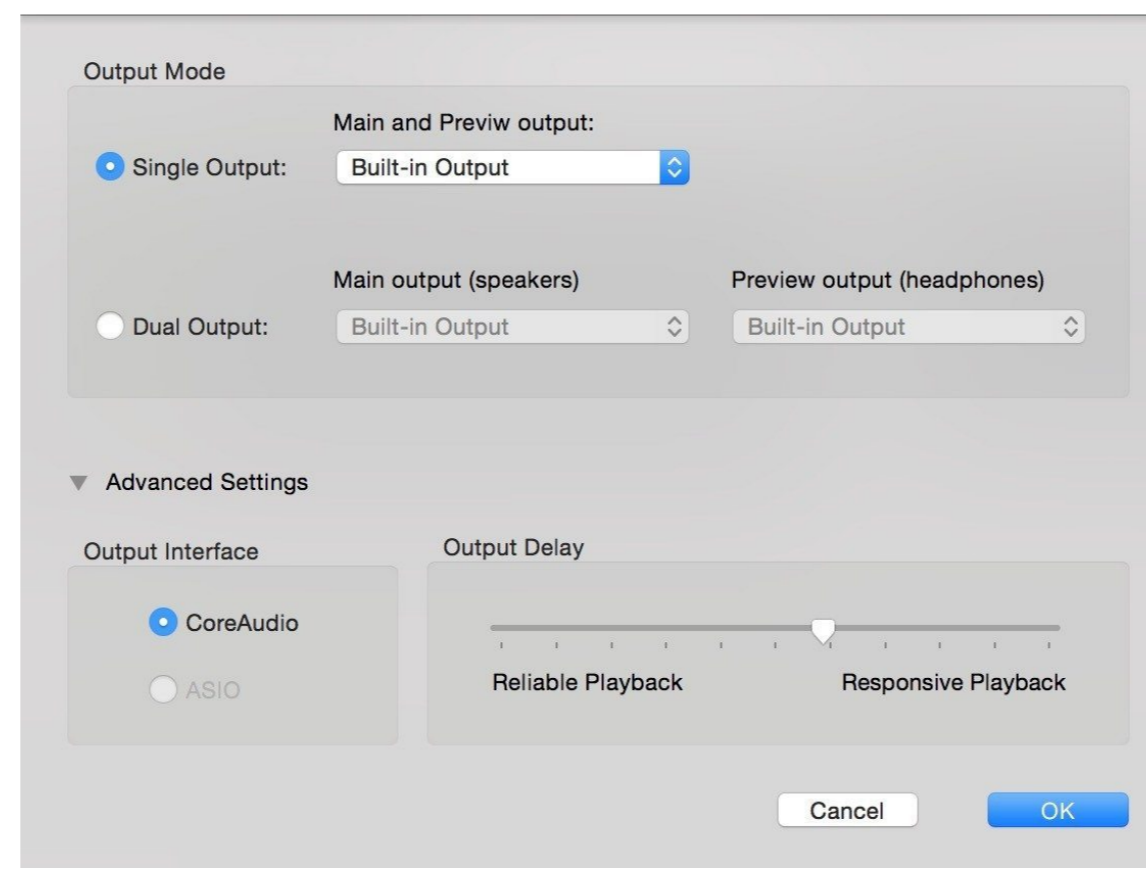 Output Mode
Main and Previw output:
Single Output: Built-in Output
Main output (speakers) Preview output (headphones)
Dual Output: Built-in Output Built-in Output
Advanced Settings
Output Interface Output Delay
CoreAudio
ASIO
Reliable Playback Responsive Playback
Cancel OK